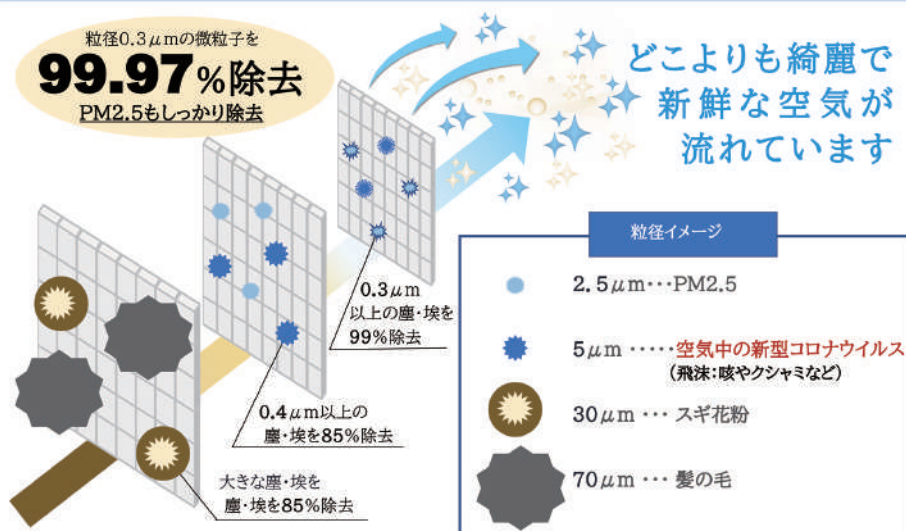 粒径0.3μmの微粒子を
99.97%除去
PM2.5もしっかり除去
どこよりも綺麗で
新鮮な空気が
流れています
0.3μm
以上の塵・埃を
99%除去
0.4μm以上の
塵・埃を85%除去
大きな塵・埃を
塵・埃を85%除去
粒径イメージ
2.5μm…PM2.5
5μm ‥‥‥空気中の新型コロナウイルス
(飛沫:咳やクシャミなど)
30μm … スギ花粉
70μm … 髪の毛